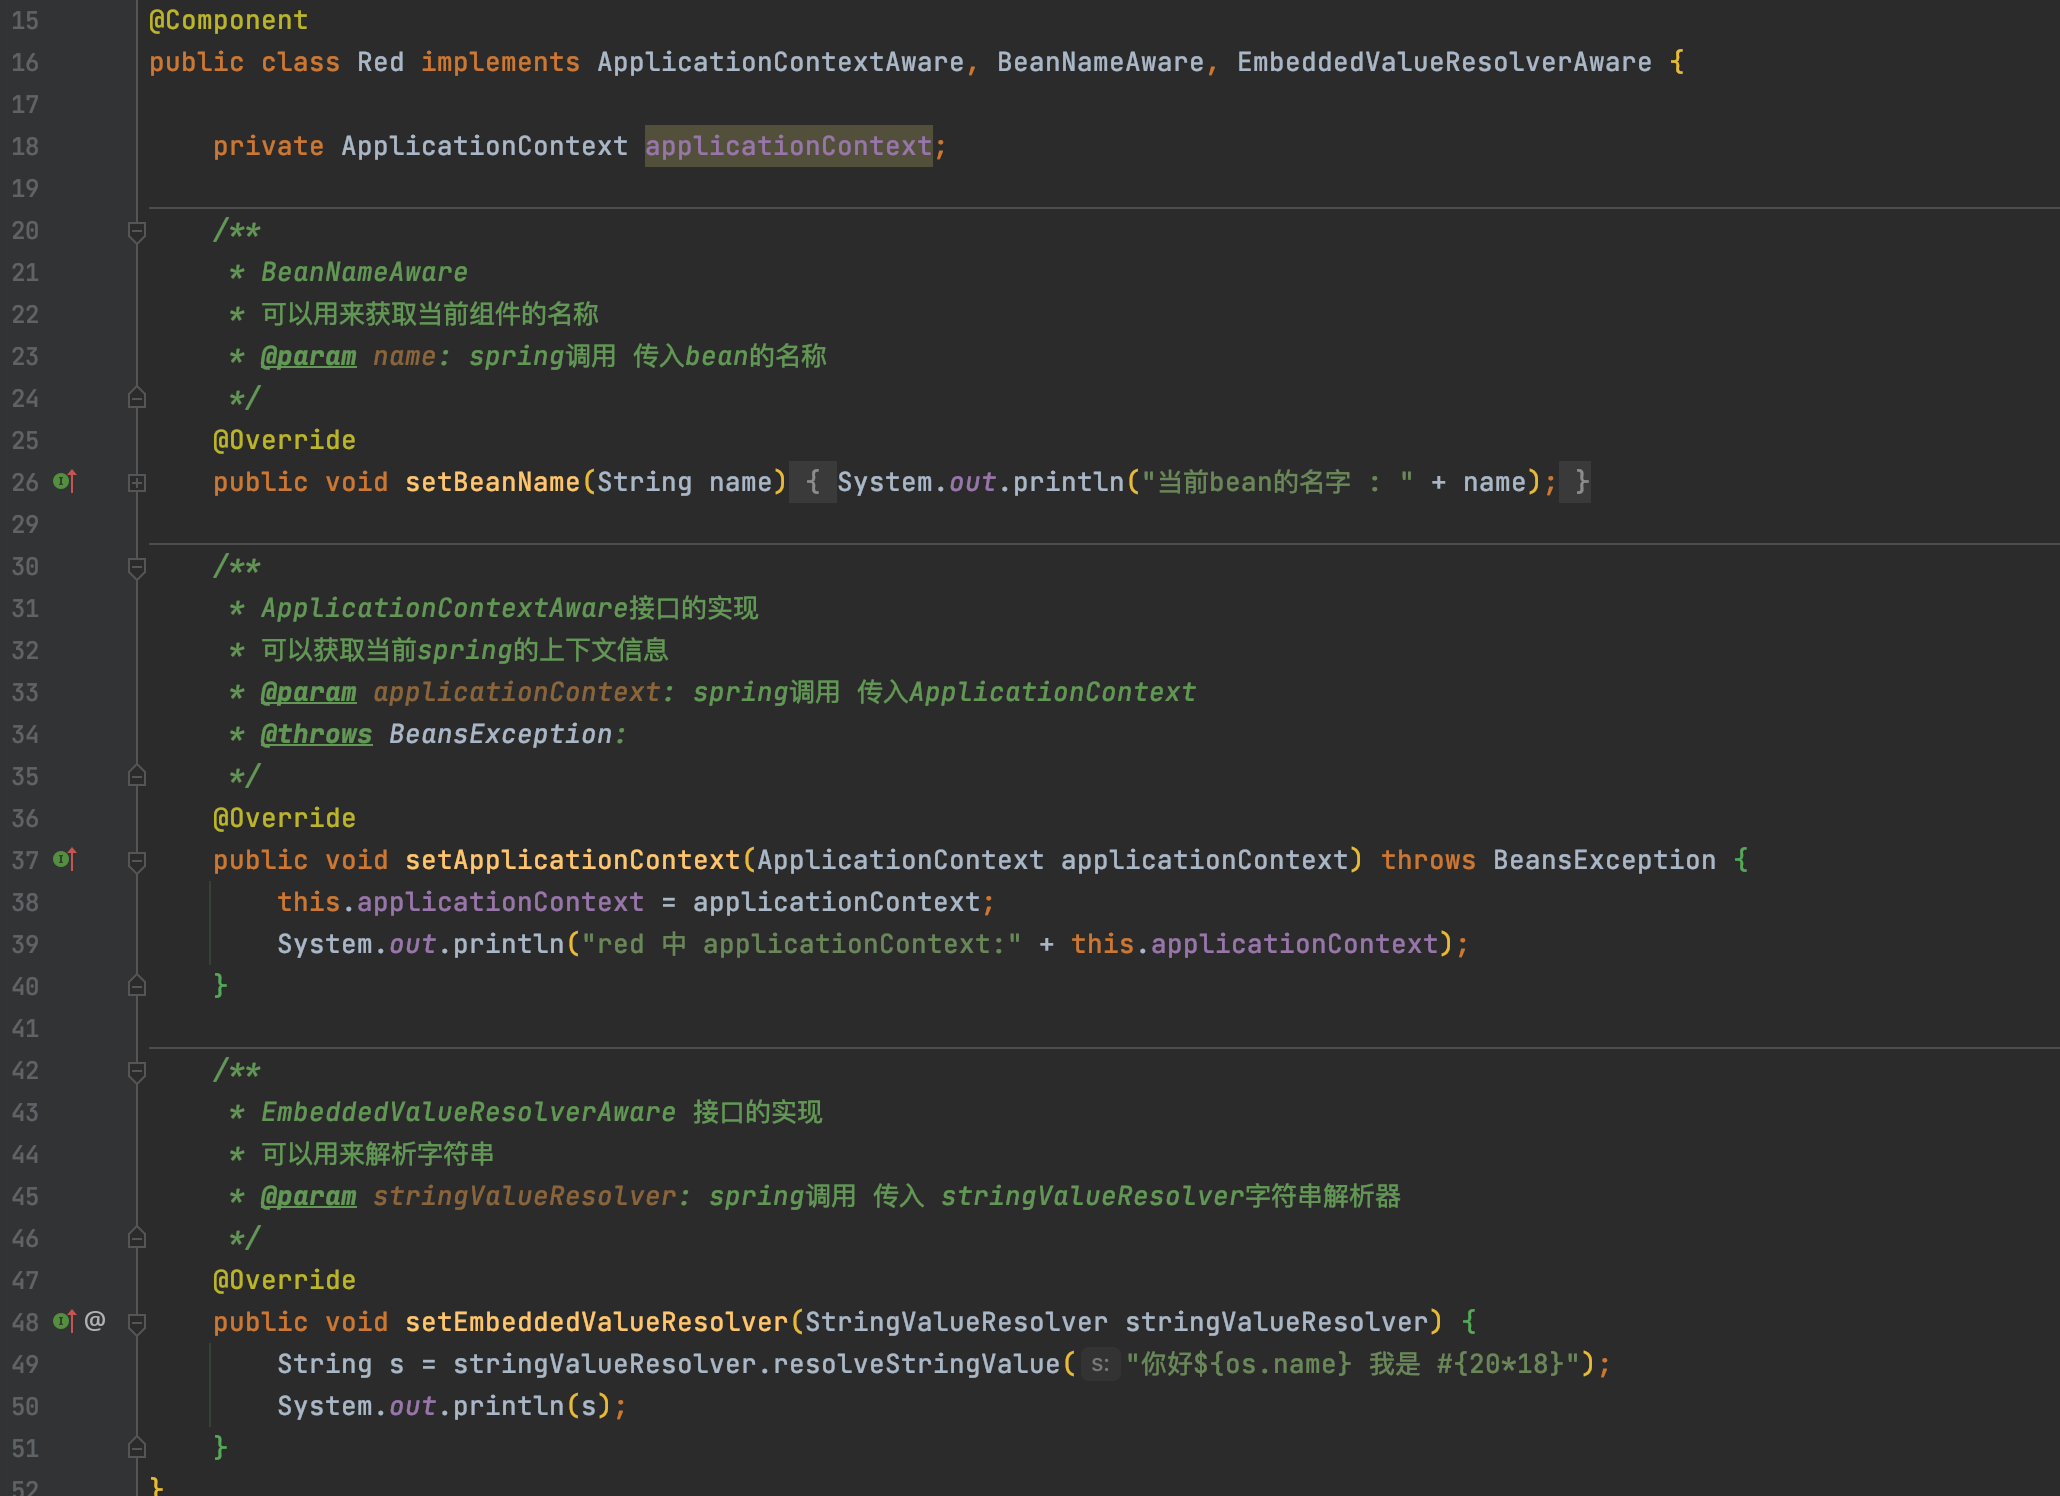 15 @Component
16 public class Red implements ApplicationContextAware, BeanNameAware, EmbeddedValueResolverAware {
17
18 private ApplicationContext applicationContext;
19
20 /**
21 * BeanNameAware
22 * 可以用来获取当前组件的名称
23 * @param name: spring调用 传入bean的名称
24 */
25 @Override
26 public void setBeanName(String name) { System.out.println("当前bean的名字 : " + name); }
29
30 /**
31 * ApplicationContextAware接口的实现
32 * 可以获取当前spring的上下文信息
33 * @param applicationContext: spring调用 传入ApplicationContext
34 * @throws BeansException:
35 */
36 @Override
37 public void setApplicationContext(ApplicationContext applicationContext) throws BeansException {
38 this.applicationContext = applicationContext;
39 System.out.println("red 中 applicationContext:" + this.applicationContext);
40 }
41
42 /**
43 * EmbeddedValueResolverAware 接口的实现
44 * 可以用来解析字符串
45 * @param stringValueResolver: spring调用 传入 stringValueResolver字符串解析器
46 */
47 @Override
48 @ public void setEmbeddedValueResolver(StringValueResolver stringValueResolver) {
49 String s = stringValueResolver.resolveStringValue( s: "你好${os.name} 我是 #{20*18}");
50 System.out.println(s);
51 }
52 }